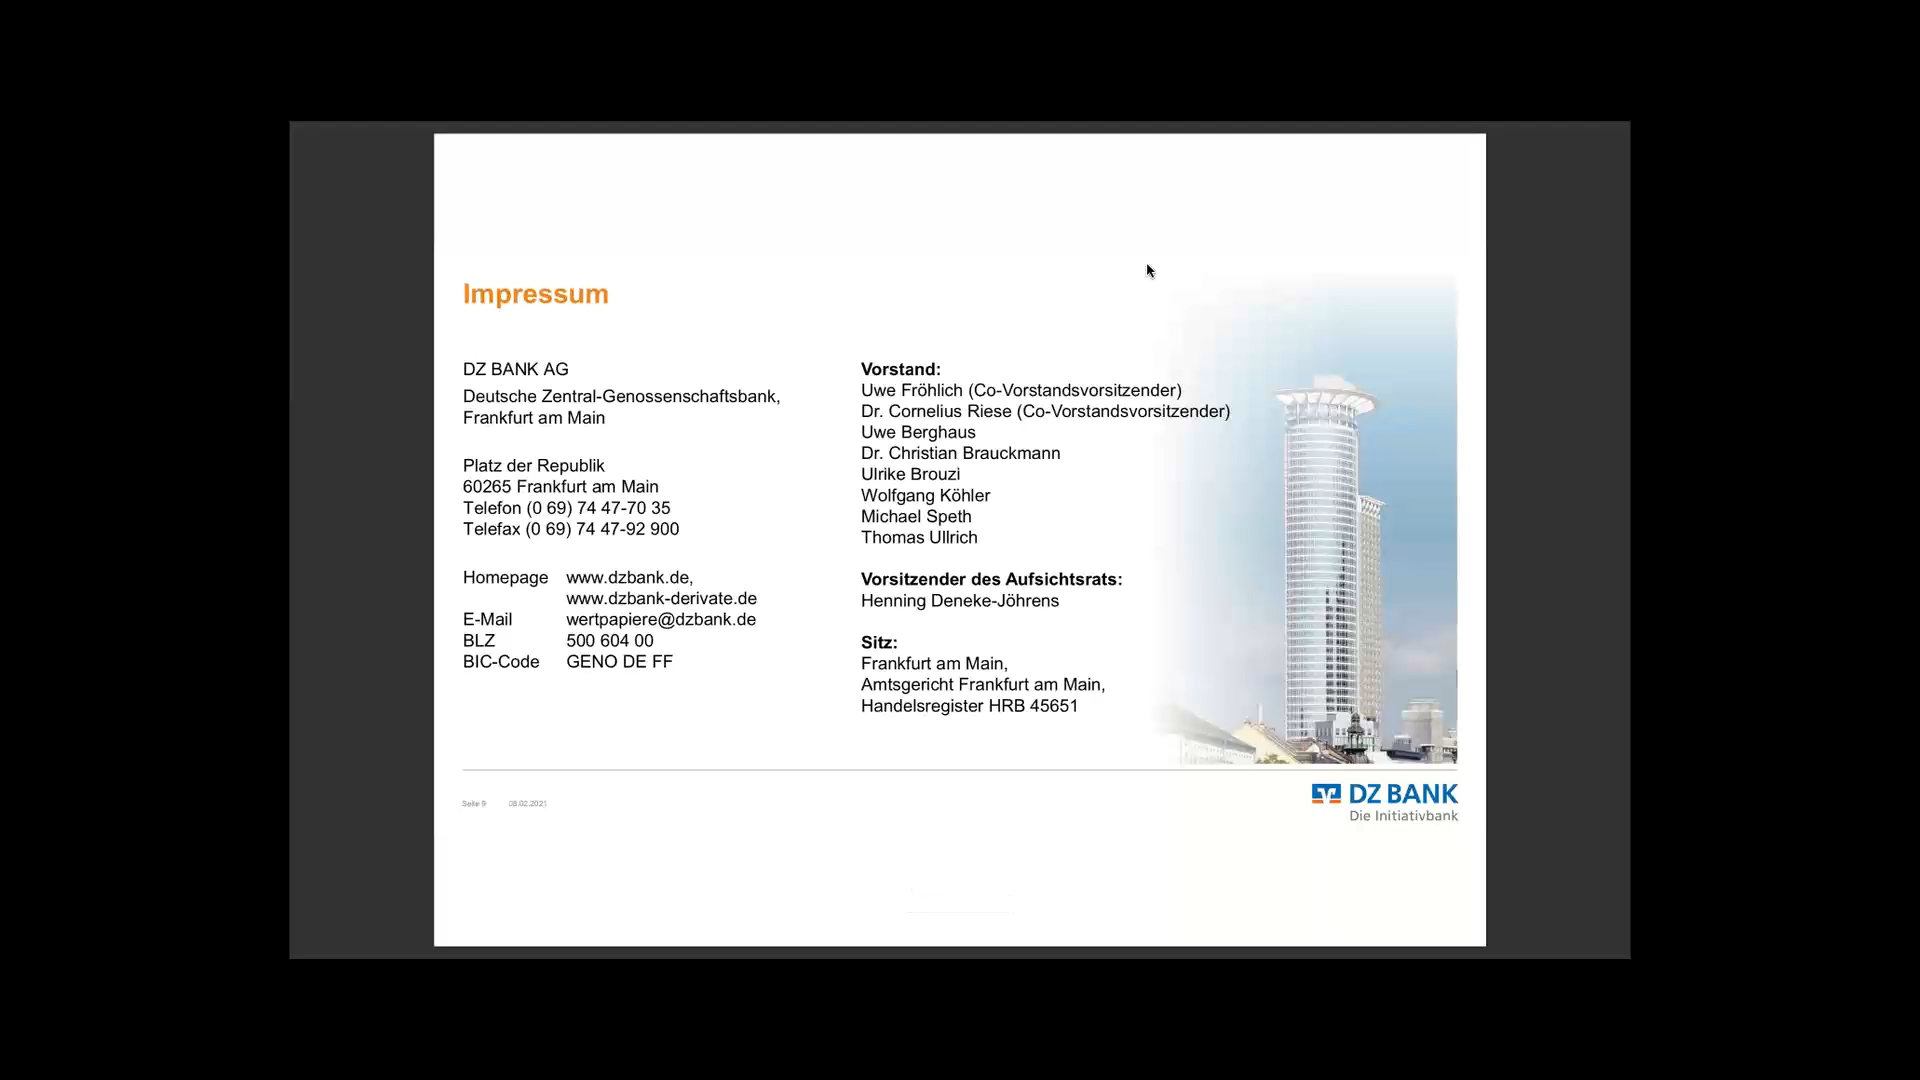 Impressum
DZ BANK AG
Deutsche Zentral-Genossenschaftsbank,
Frankfurt am Main
Platz der Republik
60265 Frankfurt am Main
Telefon (0 69) 74 47-70 35
Telefax (0 69) 74 47-92 900
Homepage www.dzbank.de,
www.dzbank-derivate.de
E-Mail wertpapiere@dzbank.de
BLZ 500 604 00
BIC-Code GENO DE FF
Vorstand:
Uwe Fröhlich (Co-Vorstandsvorsitzender)
Dr. Cornelius Riese (Co-Vorstandsvorsitzender)
Uwe Berghaus
Dr. Christian Brauckmann
Ulrike Brouzi
Wolfgang Köhler
Michael Speth
Thomas Ullrich
Vorsitzender des Aufsichtsrats:
Henning Deneke-Jöhrens
Sitz:
Frankfurt am Main,
Amtsgericht Frankfurt am Main,
Handelsregister HRB 45651
Seite 9 08.02.2021
DZ BANK
Die Initiativbank